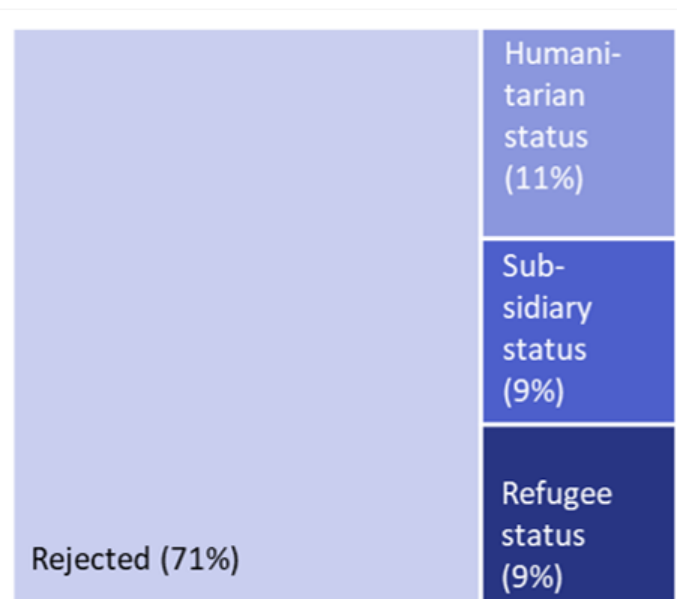 Humani-
tarian
status
(11%)
Sub-
sidiary
status
(9%)
Refugee
status
(9%)
Rejected (71%)